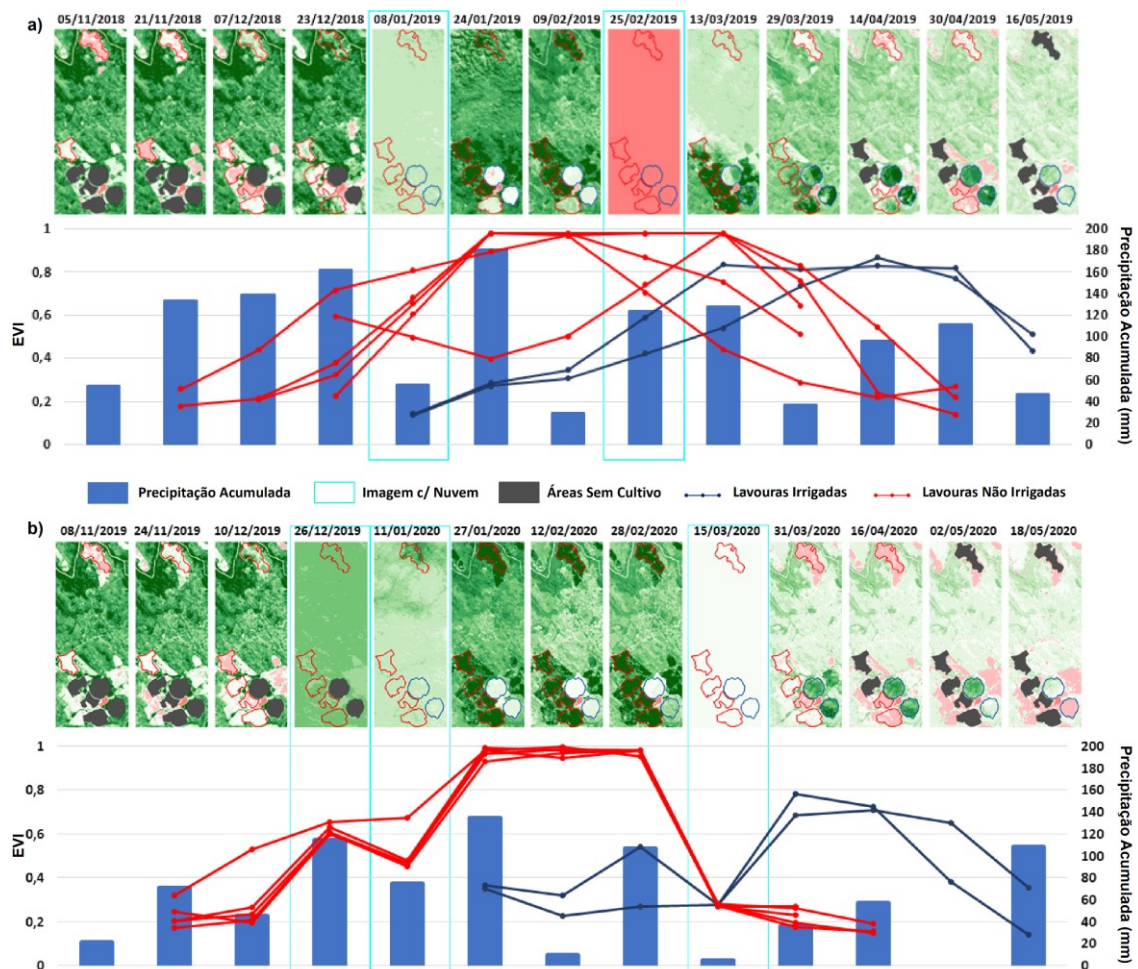 05/11/2018 21/11/2018 07/12/2018 23/12/2018 08/01/2019 24/01/2019 09/02/2019 25/02/2019 13/03/2019 29/03/2019 14/04/2019 30/04/2019 16/05/2019
a)
1 200
180
0,8 160
140
0,6 120
100
0,4 80
60
0,2 40
20
0 0
EVI
Precipitação Acumulada (mm)
Precipitação Acumulada Imagem c/ Nuvem Áreas Sem Cultivo Lavouras Irrigadas Lavouras Não Irrigadas
08/11/2019 24/11/2019 10/12/2019 26/12/2019 11/01/2020 27/01/2020 12/02/2020 28/02/2020 15/03/2020 31/03/2020 16/04/2020 02/05/2020 18/05/2020
b)
1 200
180
0,8 160
140
0,6 120
100
0,4 80
60
0,2 40
20
0 0
EVI
Precipitação Acumulada (mm)